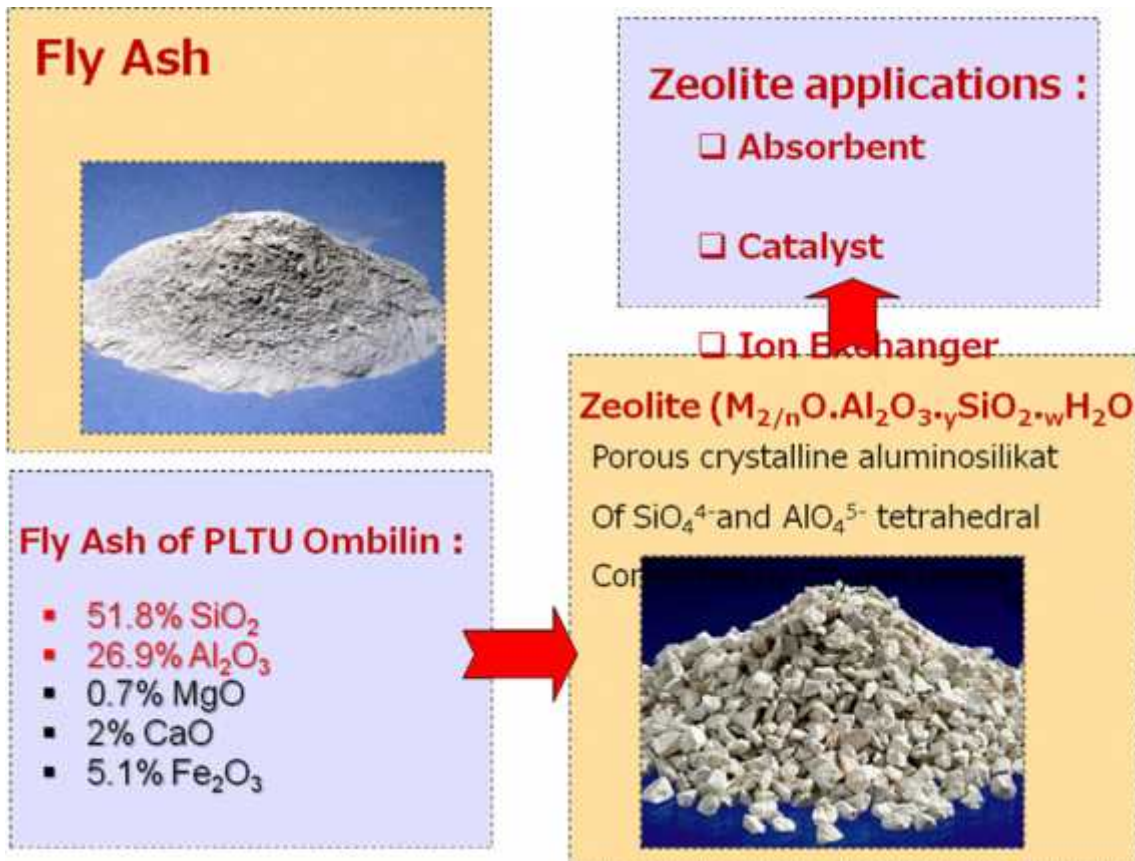 Fly Ash
Fly Ash of PLTU Ombilin :
▪ 51.8% SiO₂
▪ 26.9% Al₂O₃
▪ 0.7% MgO
▪ 2% CaO
▪ 5.1% Fe₂O₃
Zeolite applications :
❑ Absorbent
❑ Catalyst
❑ Ion Exchanger
Zeolite (M₂/ₙO.Al₂O₃.ᵧSiO₂.wH₂O
Porous crystalline aluminosilikat
Of SiO₄⁴⁻and AlO₄⁵⁻ tetrahedral